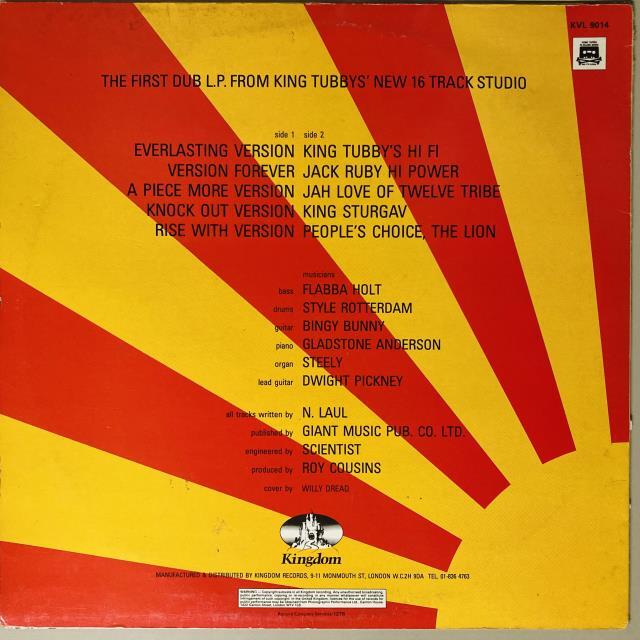 KVL 9014
THE FIRST DUB L.P. FROM KING TUBBYS' NEW 16 TRACK STUDIO
side 1 side 2
EVERLASTING VERSION KING TUBBY'S HI FI
VERSION FOREVER JACK RUBY HI POWER
A PIECE MORE VERSION JAH LOVE OF TWELVE TRIBE
KNOCK OUT VERSION KING STURGAV
RISE WITH VERSION PEOPLE'S CHOICE, THE LION
musicians
bass FLABBA HOLT
drums STYLE ROTTERDAM
guitar BINGY BUNNY
piano GLADSTONE ANDERSON
organ STEELY
lead guitar DWIGHT PICKNEY
all tracks written by N. LAUL
published by GIANT MUSIC PUB. CO. LTD.
engineered by SCIENTIST
produced by ROY COUSINS
cover by WILLY DREAD
Kingdom
MANUFACTURED & DISTRIBUTED BY KINGDOM RECORDS, 9-11 MONMOUTH ST, LONDON W.C.2H 9DA TEL. 01-836 4763